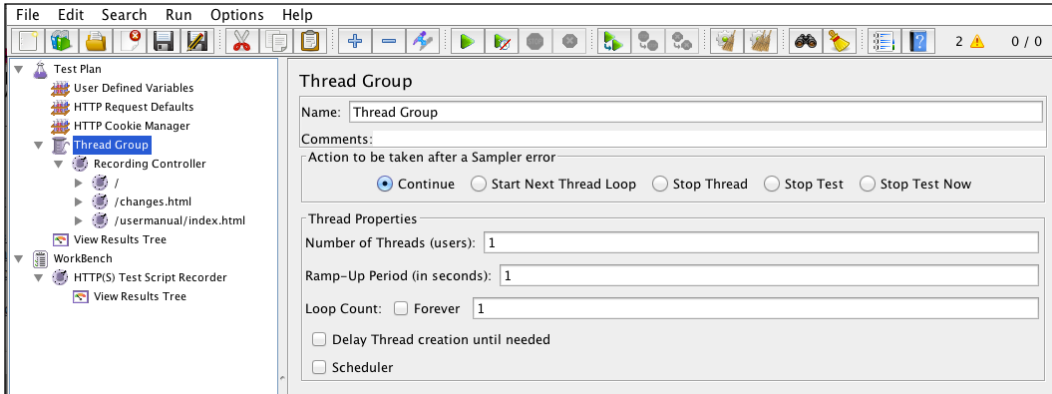 File Edit Search Run Options Help
2 0 / 0
Test Plan
User Defined Variables
HTTP Request Defaults
HTTP Cookie Manager
Thread Group
Recording Controller
/
/changes.html
/usermanual/index.html
View Results Tree
WorkBench
HTTP(S) Test Script Recorder
View Results Tree
Thread Group
Name: Thread Group
Comments:
Action to be taken after a Sampler error
Continue Start Next Thread Loop Stop Thread Stop Test Stop Test Now
Thread Properties
Number of Threads (users): 1
Ramp-Up Period (in seconds): 1
Loop Count: Forever 1
Delay Thread creation until needed
Scheduler